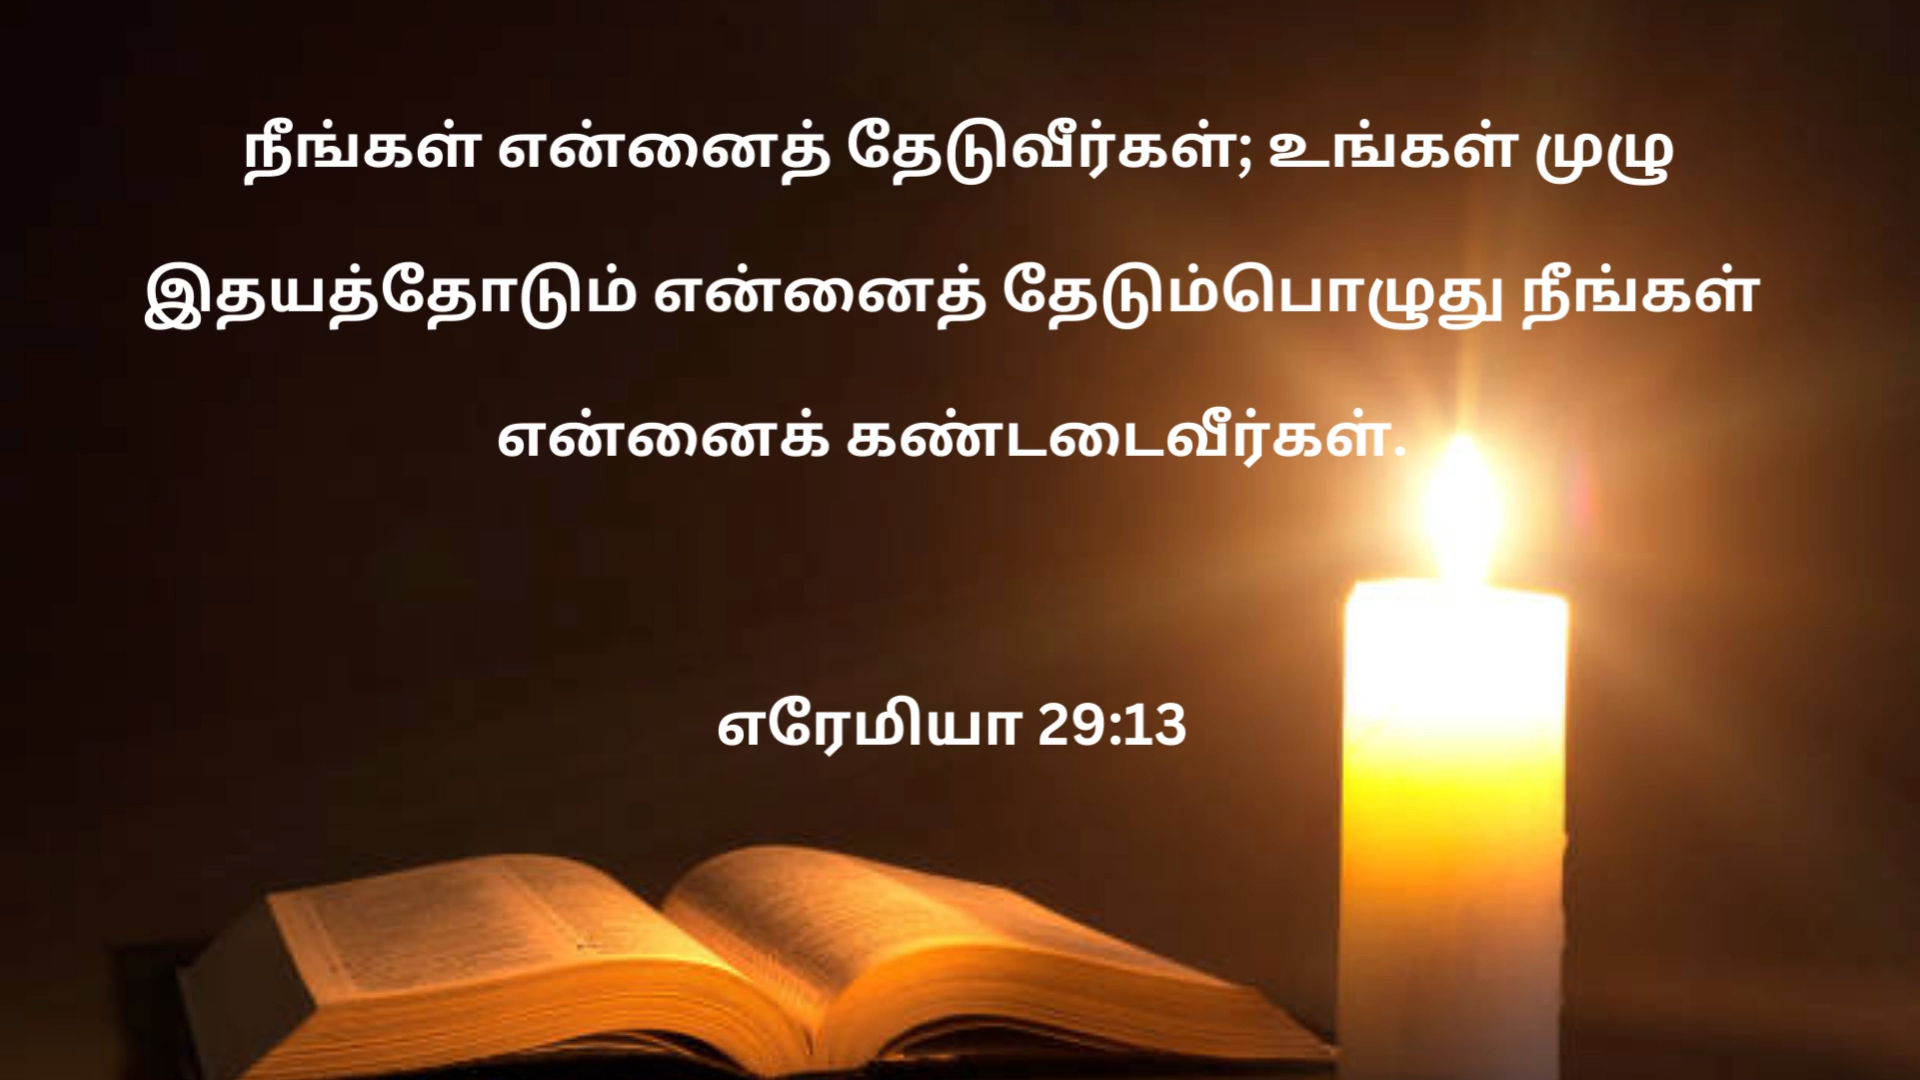 நீங்கள் என்னைத் தேடுவீர்கள்; உங்கள் முழு
இதயத்தோடும் என்னைத் தேடும்பொழுது நீங்கள்
என்னைக் கண்டடைவீர்கள்.
எரேமியா 29:13